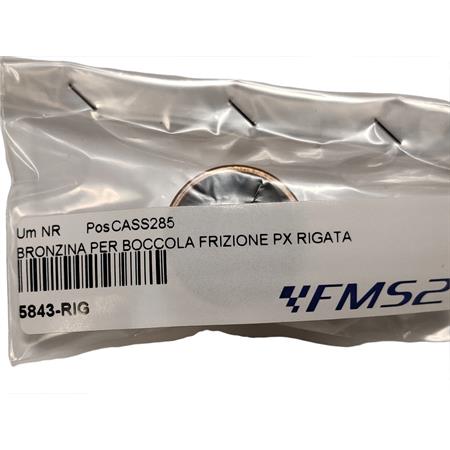 Um NR PosCASS285
BRONZINA PER BOCCOLA FRIZIONE PX RIGATA
5843-RIG
FMS2